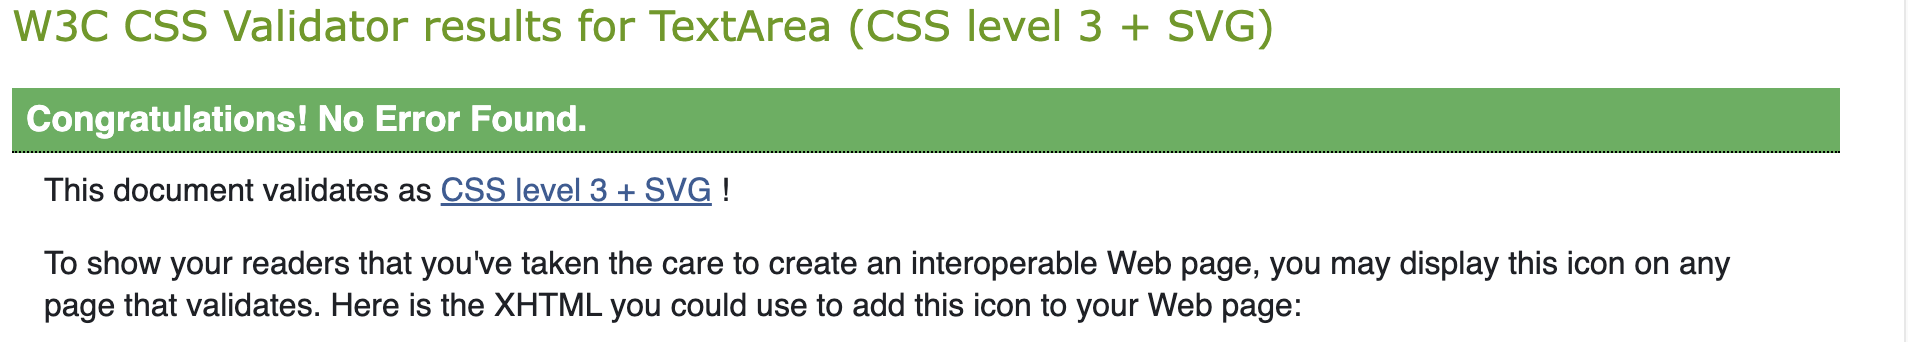 W3C CSS Validator results for TextArea (CSS level 3 + SVG)
Congratulations! No Error Found.
This document validates as CSS level 3 + SVG !
To show your readers that you've taken the care to create an interoperable Web page, you may display this icon on any
page that validates. Here is the XHTML you could use to add this icon to your Web page: